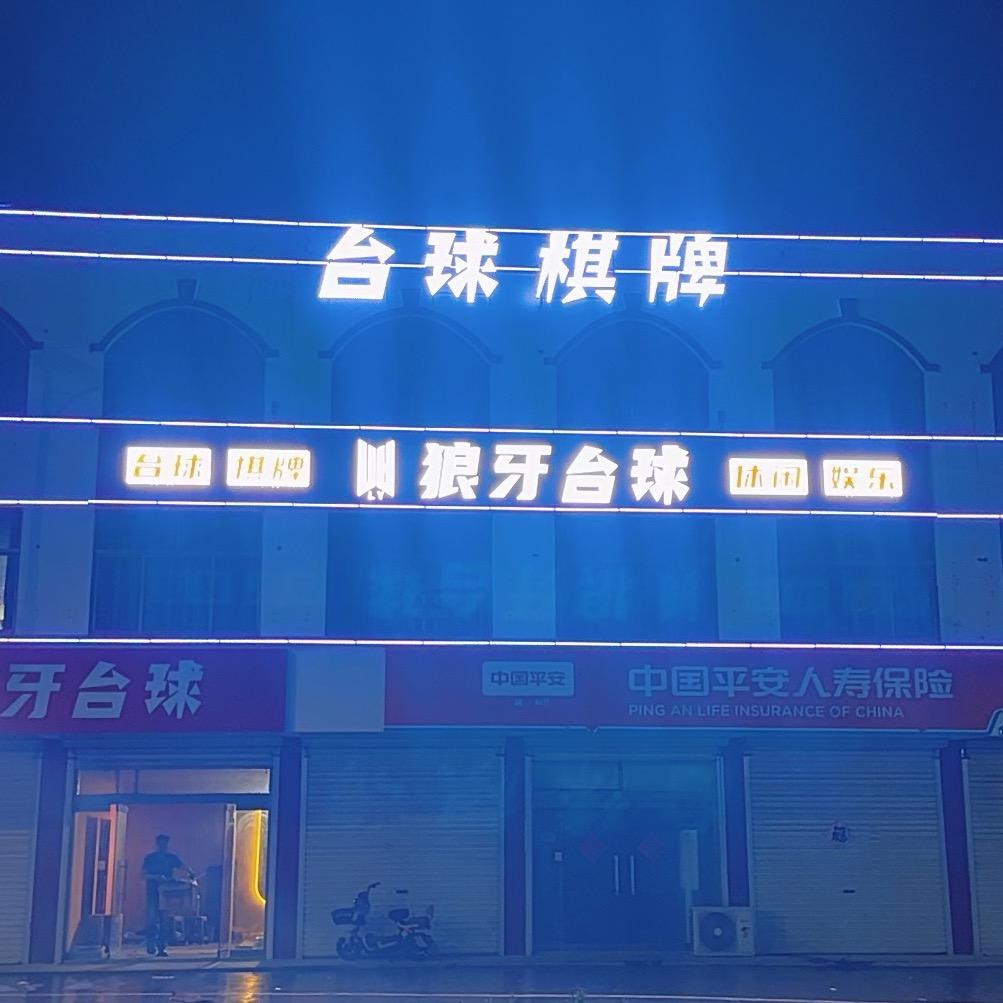 台球棋牌
台球 棋牌 狼牙台球 休闲 娱乐
牙台球
中国平安 中国平安人寿保险
PING AN LIFE INSURANCE OF CHINA